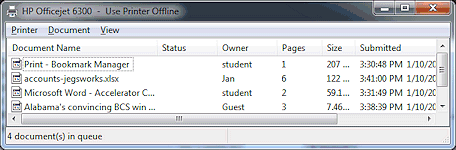 HP Officejet 6300 - Use Printer Offline
Printer Document View
Document Name Status Owner Pages Size Submitted
Print - Bookmark Manager student 1 207 ... 3:30:48 PM 1/10/20
accounts-jegsworks.xlsx Jan 6 122 ... 3:41:00 PM 1/10/20
Microsoft Word - Accelerator C... student 2 59.1... 3:31:49 PM 1/10/20
Alabama's convincing BCS win ... Guest 3 7.46... 3:38:39 PM 1/10/20
4 document(s) in queue